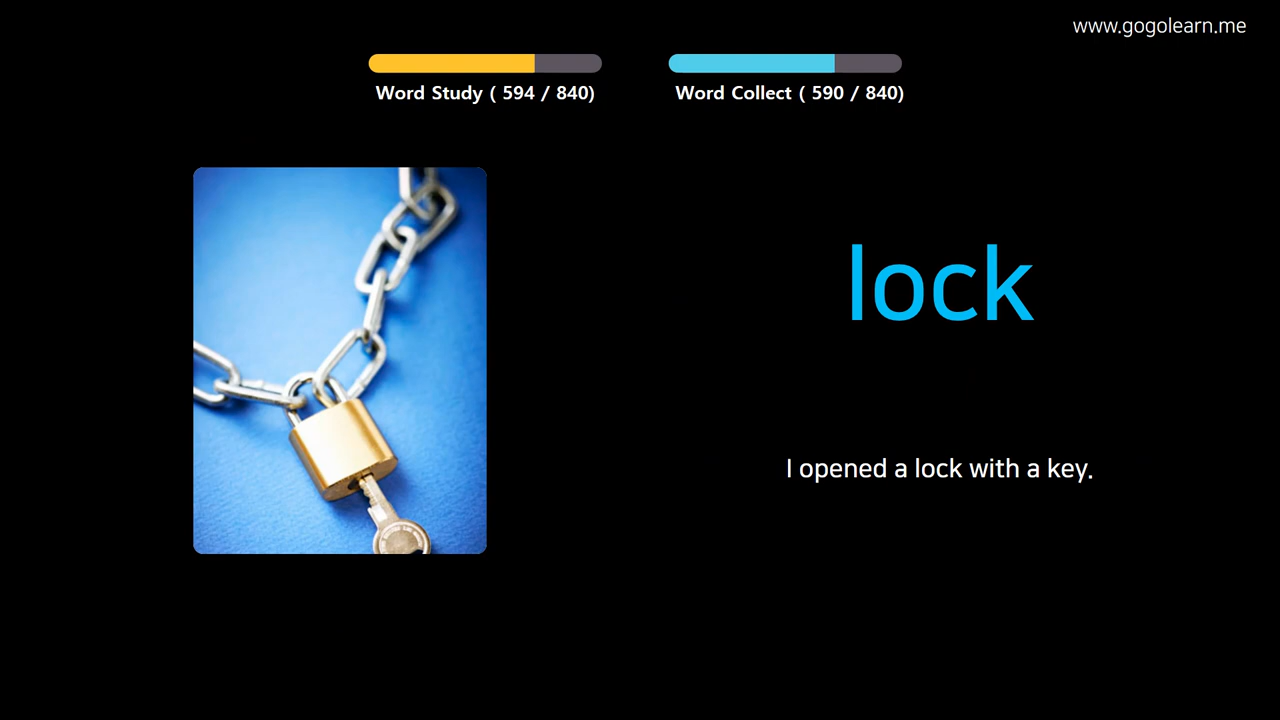 www.gogolearn.me
Word Study ( 594 / 840)
Word Collect ( 590 / 840)
lock
I opened a lock with a key.